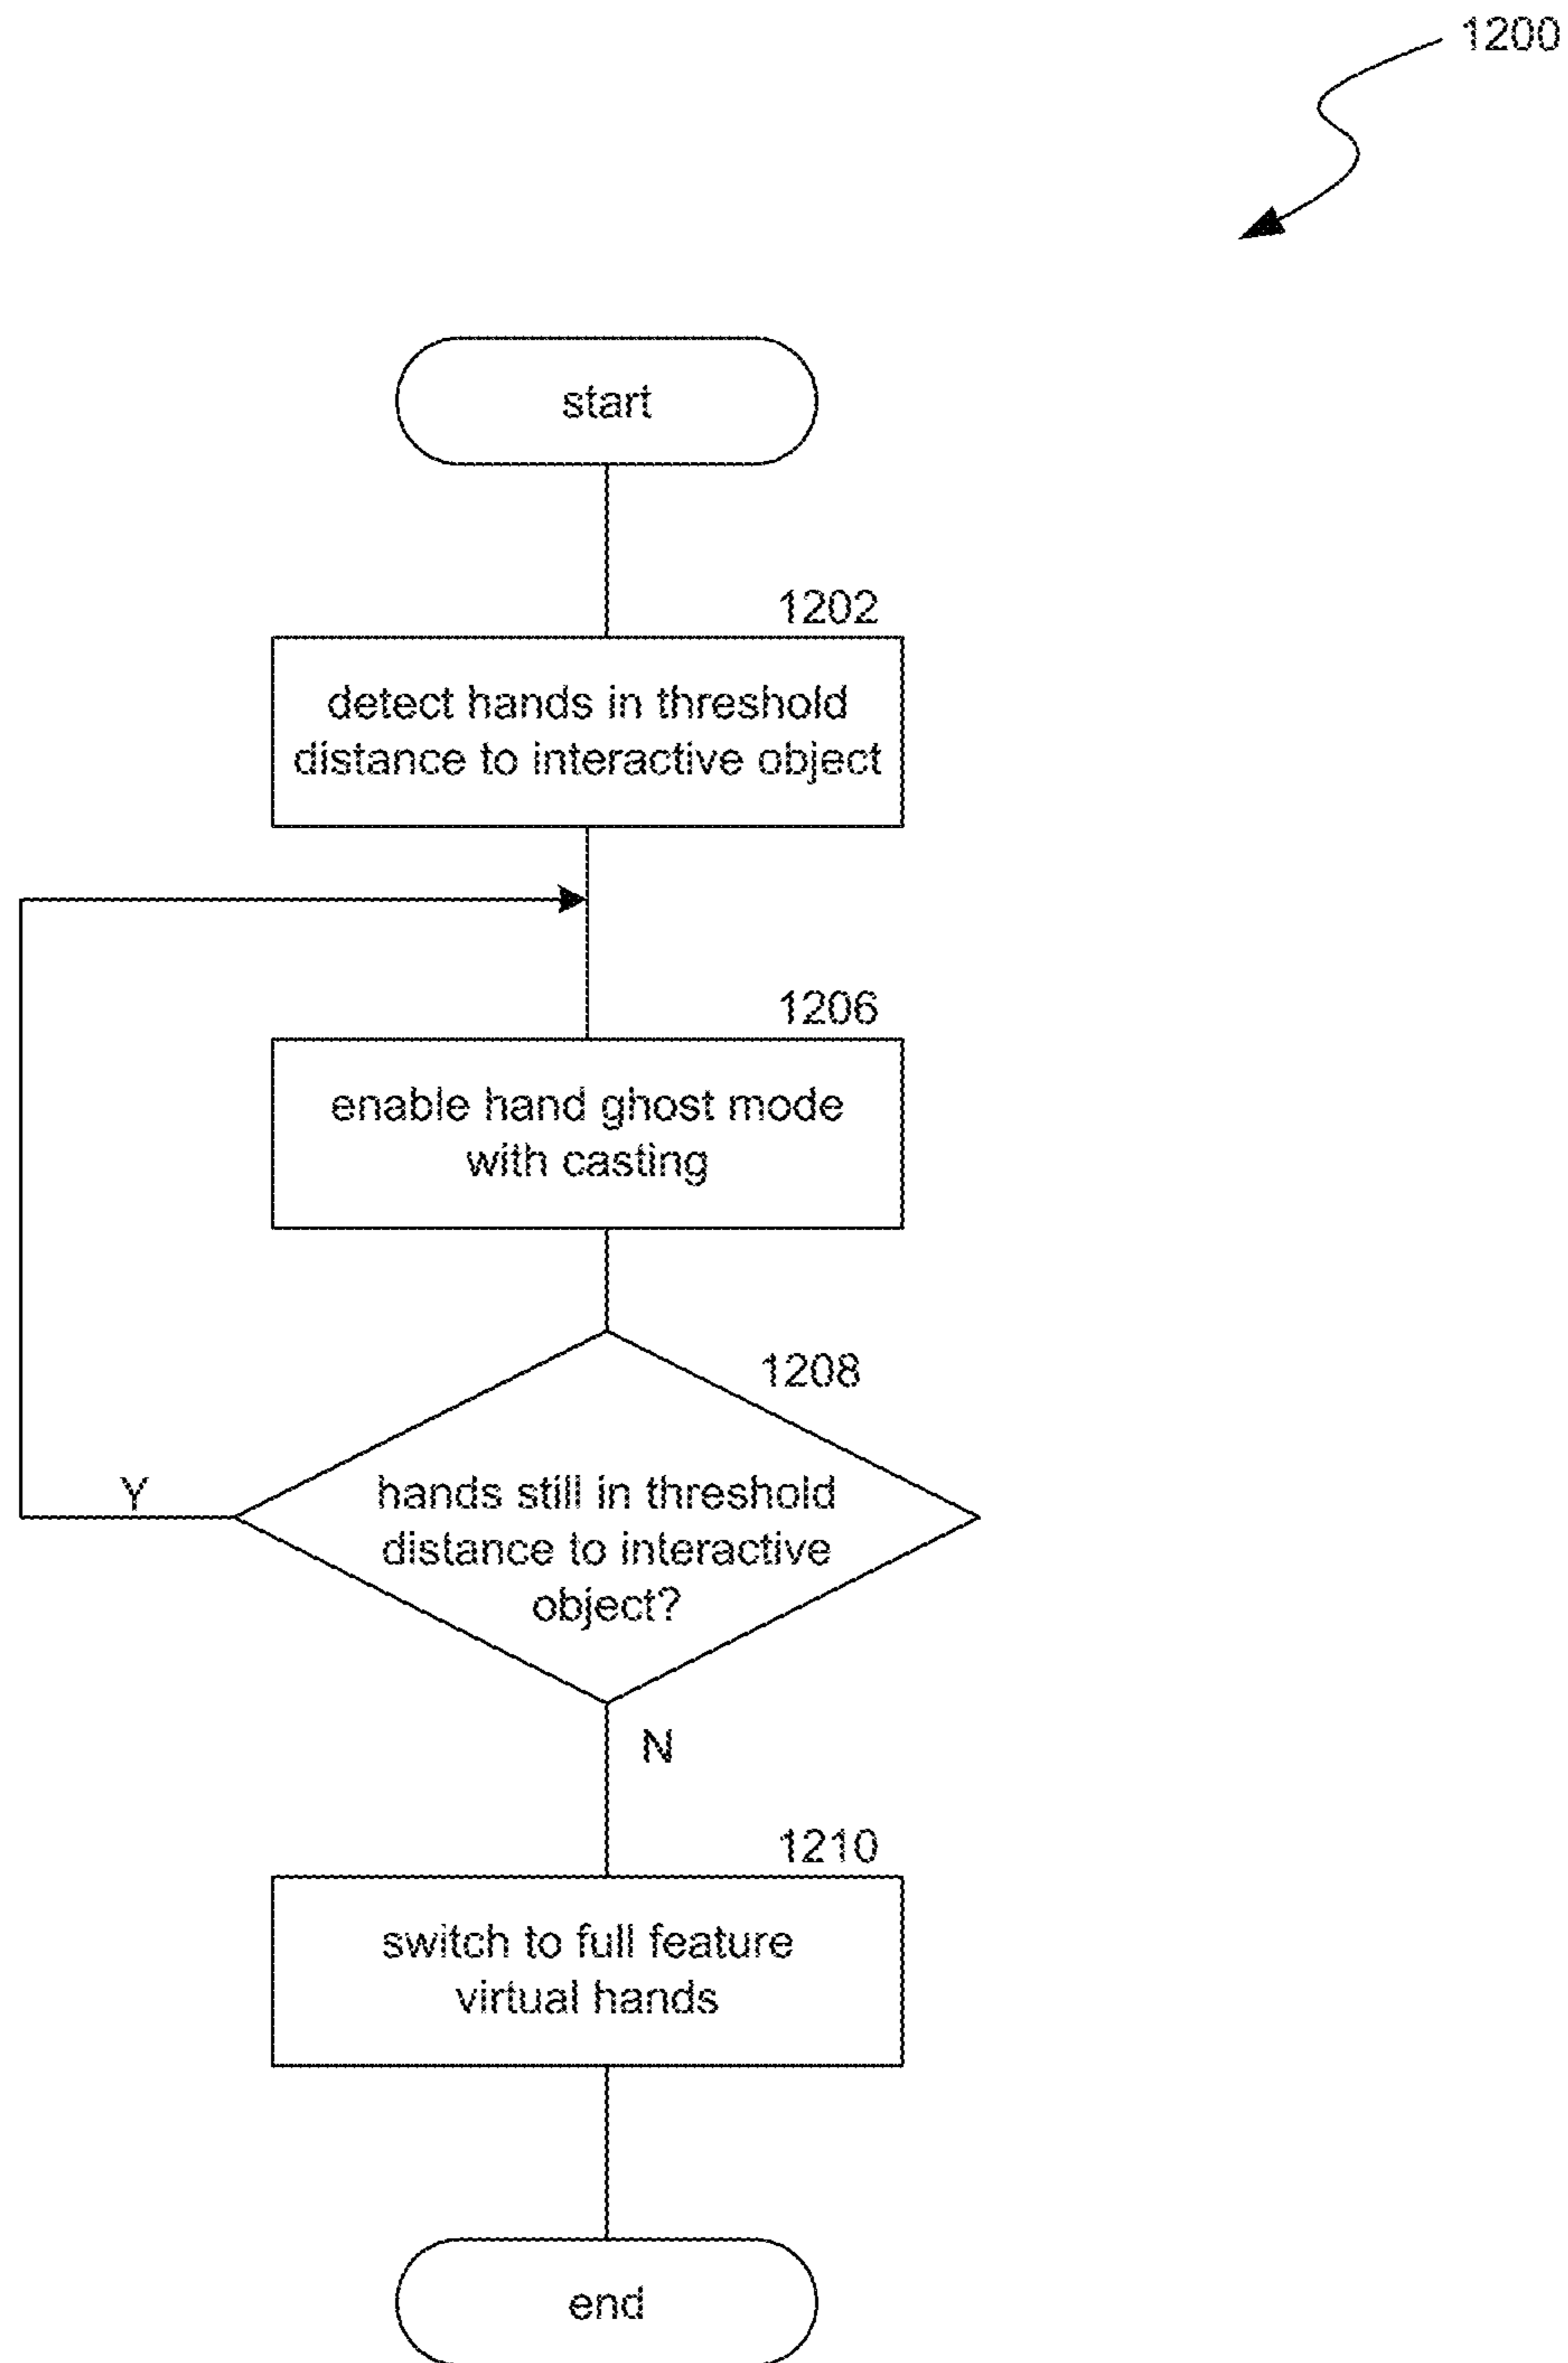 1200
start
1202
detect hands in threshold
distance to interactive object
1206
enable hand ghost mode
with casting
1208
hands still in threshold
distance to interactive
object?
Y
N
1210
switch to full feature
virtual hands
end